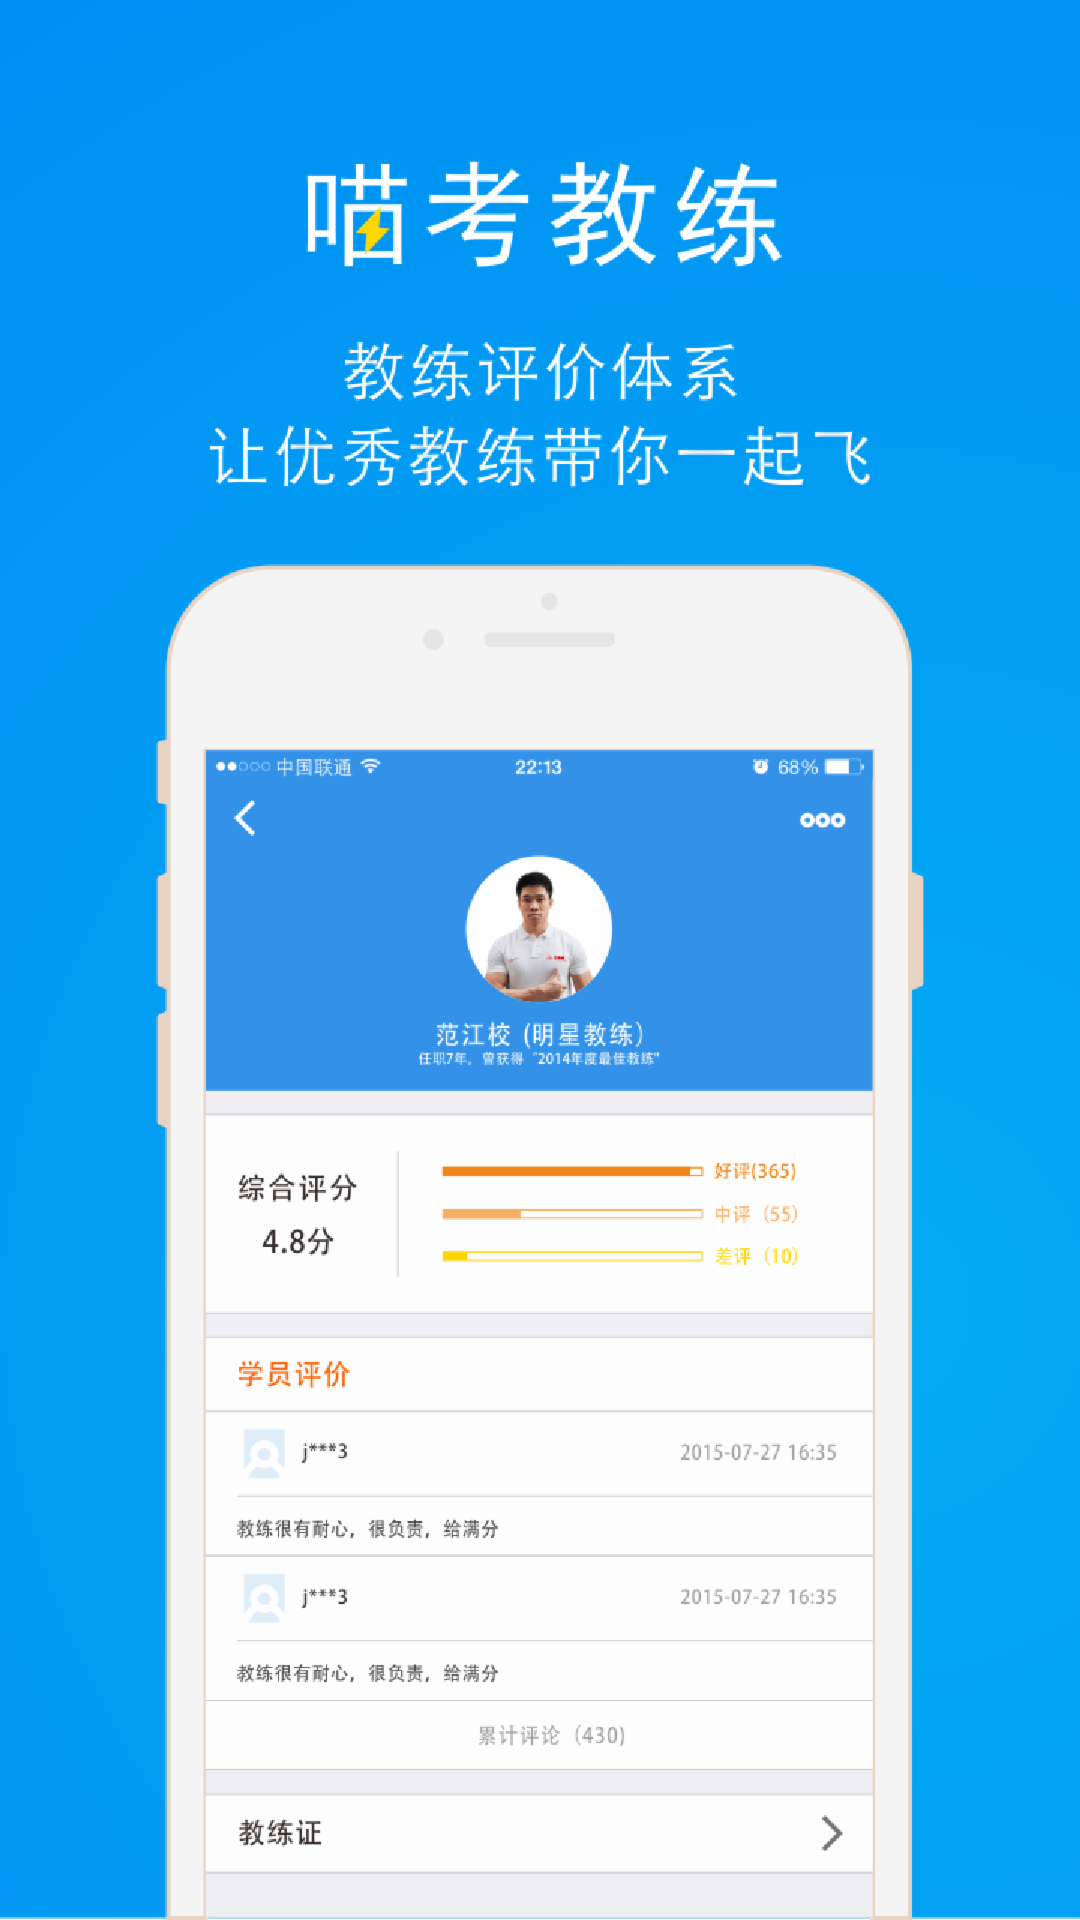 喵考教练
教练评价体系
让优秀教练带你一起飞
中国联通 22:13 68%
范江校 (明星教练)
任职7年，曾获得“2014年度最佳教练"
综合评分
4.8分
好评(365)
中评（55）
差评（10）
学员评价
j***3 2015-07-27 16:35
教练很有耐心，很负责，给满分
j***3 2015-07-27 16:35
教练很有耐心，很负责，给满分
累计评论（430）
教练证